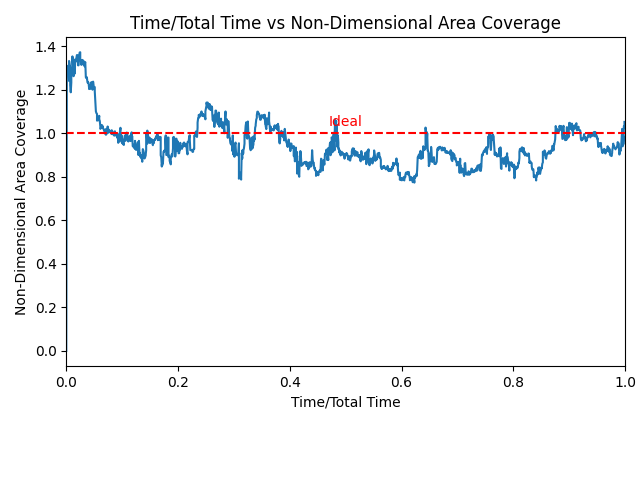 Time/Total Time vs Non-Dimensional Area Coverage
Non-Dimensional Area Coverage
1.4
1.2
1.0
0.8
0.6
0.4
0.2
0.0
Ideal
0.0 0.2 0.4 0.6 0.8 1.0
Time/Total Time